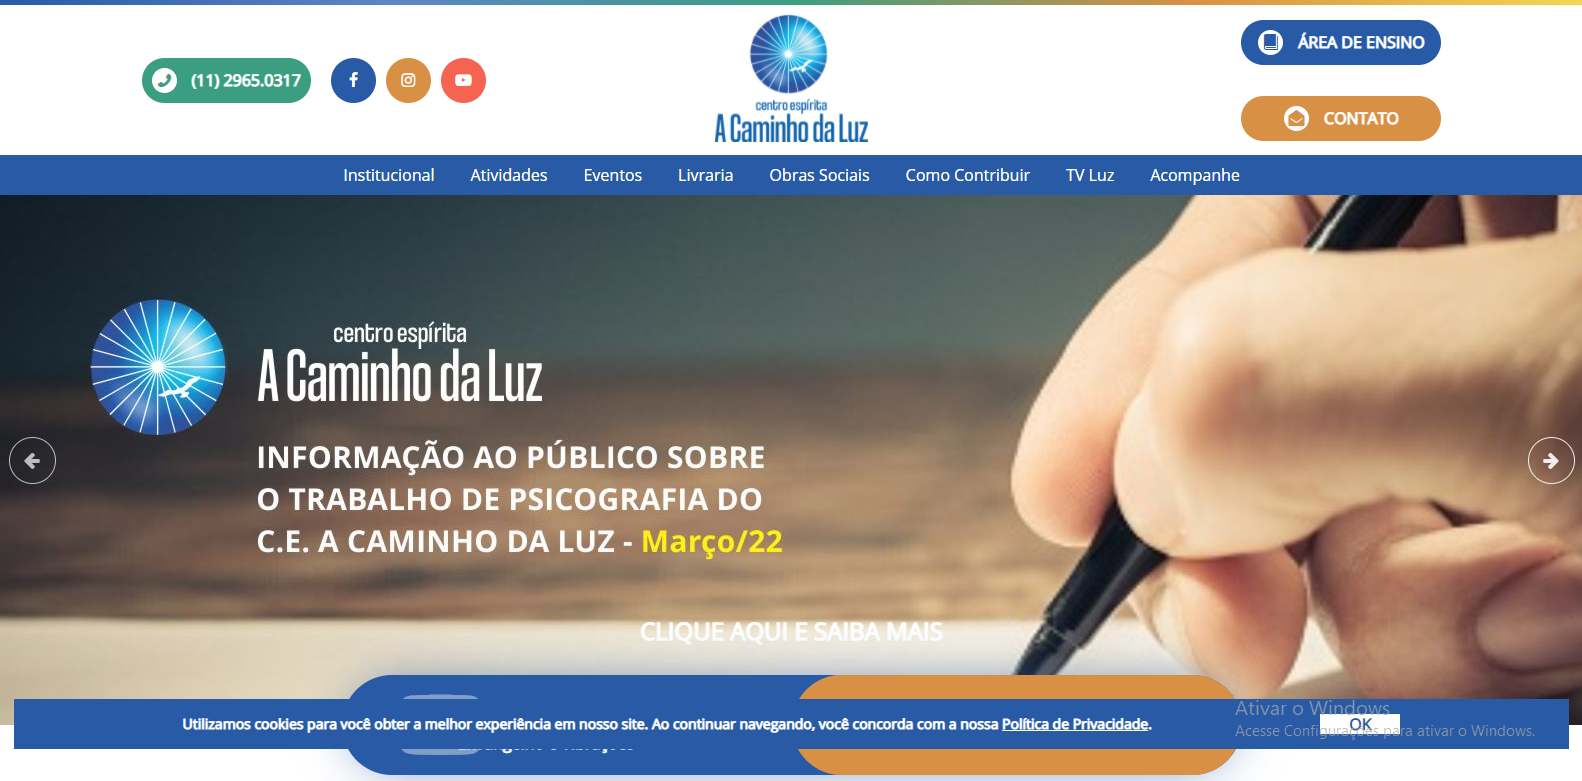 (11) 2965.0317
centro espírita
A Caminho da Luz
ÁREA DE ENSINO
CONTATO
Institucional Atividades Eventos Livraria Obras Sociais Como Contribuir TV Luz Acompanhe
centro espírita
A Caminho da Luz
INFORMAÇÃO AO PÚBLICO SOBRE
O TRABALHO DE PSICOGRAFIA DO
C.E. A CAMINHO DA LUZ - Março/22
CLIQUE AQUI E SAIBA MAIS
Utilizamos cookies para você obter a melhor experiência em nosso site. Ao continuar navegando, você concorda com a nossa Política de Privacidade.
OK
Ativar o Windows
Acesse Configurações para ativar o Windows.